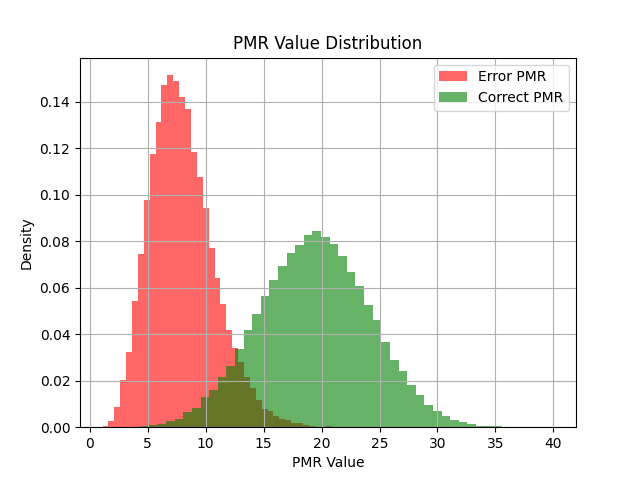 PMR Value Distribution
Error PMR
Correct PMR
0.14
0.12
0.10
0.08
0.06
0.04
0.02
0.00
Density
0 5 10 15 20 25 30 35 40
PMR Value